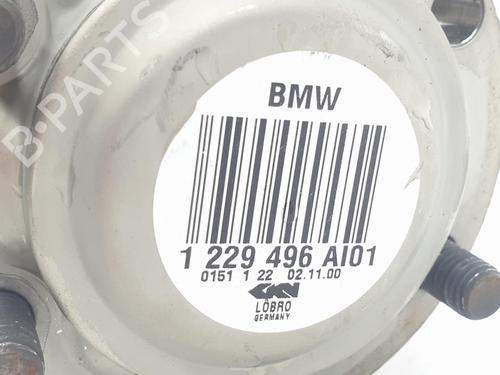 B-PARTS
BMW
1 229 496 AI01
0151 1 22 02.11.00
GKN
LÖBRO
GERMANY